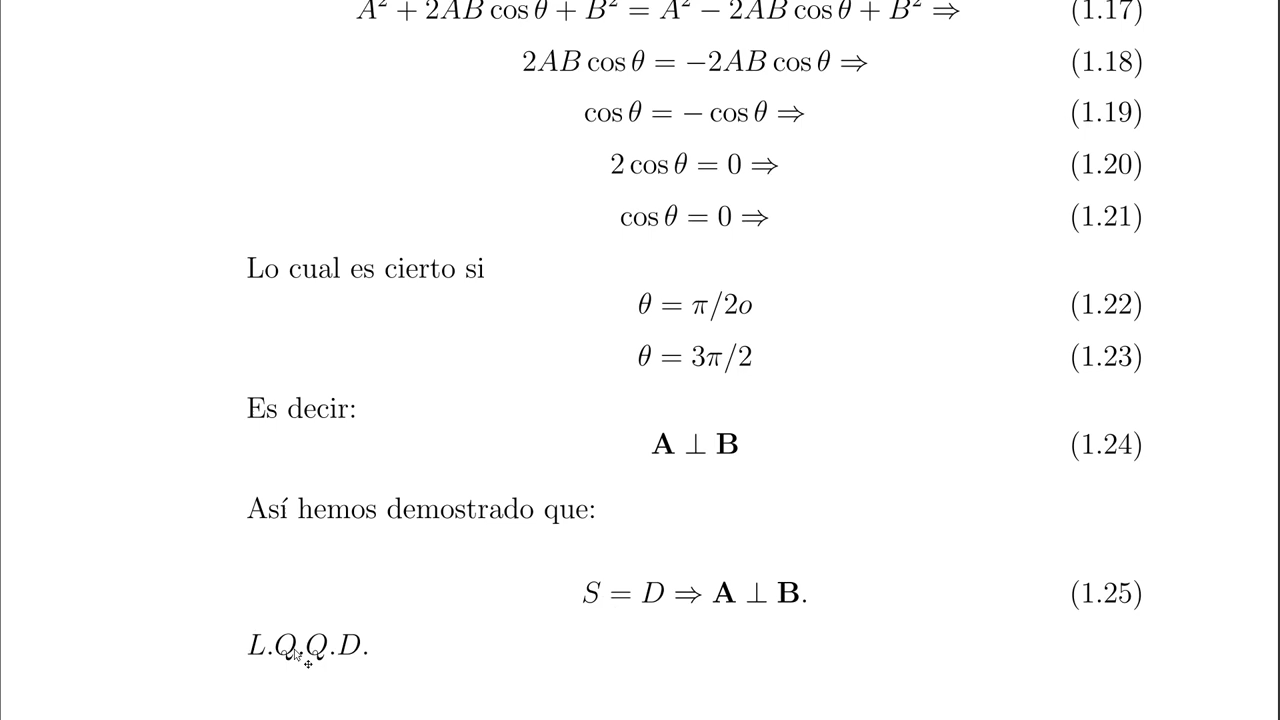 A² + 2AB cos θ + B² = A² − 2AB cos θ + B² ⇒ (1.17)
2AB cos θ = −2AB cos θ ⇒ (1.18)
cos θ = − cos θ ⇒ (1.19)
2 cos θ = 0 ⇒ (1.20)
cos θ = 0 ⇒ (1.21)
Lo cual es cierto si
θ = π/2o (1.22)
θ = 3π/2 (1.23)
Es decir:
A ⊥ B (1.24)
Así hemos demostrado que:
S = D ⇒ A ⊥ B. (1.25)
L.Q.Q.D.